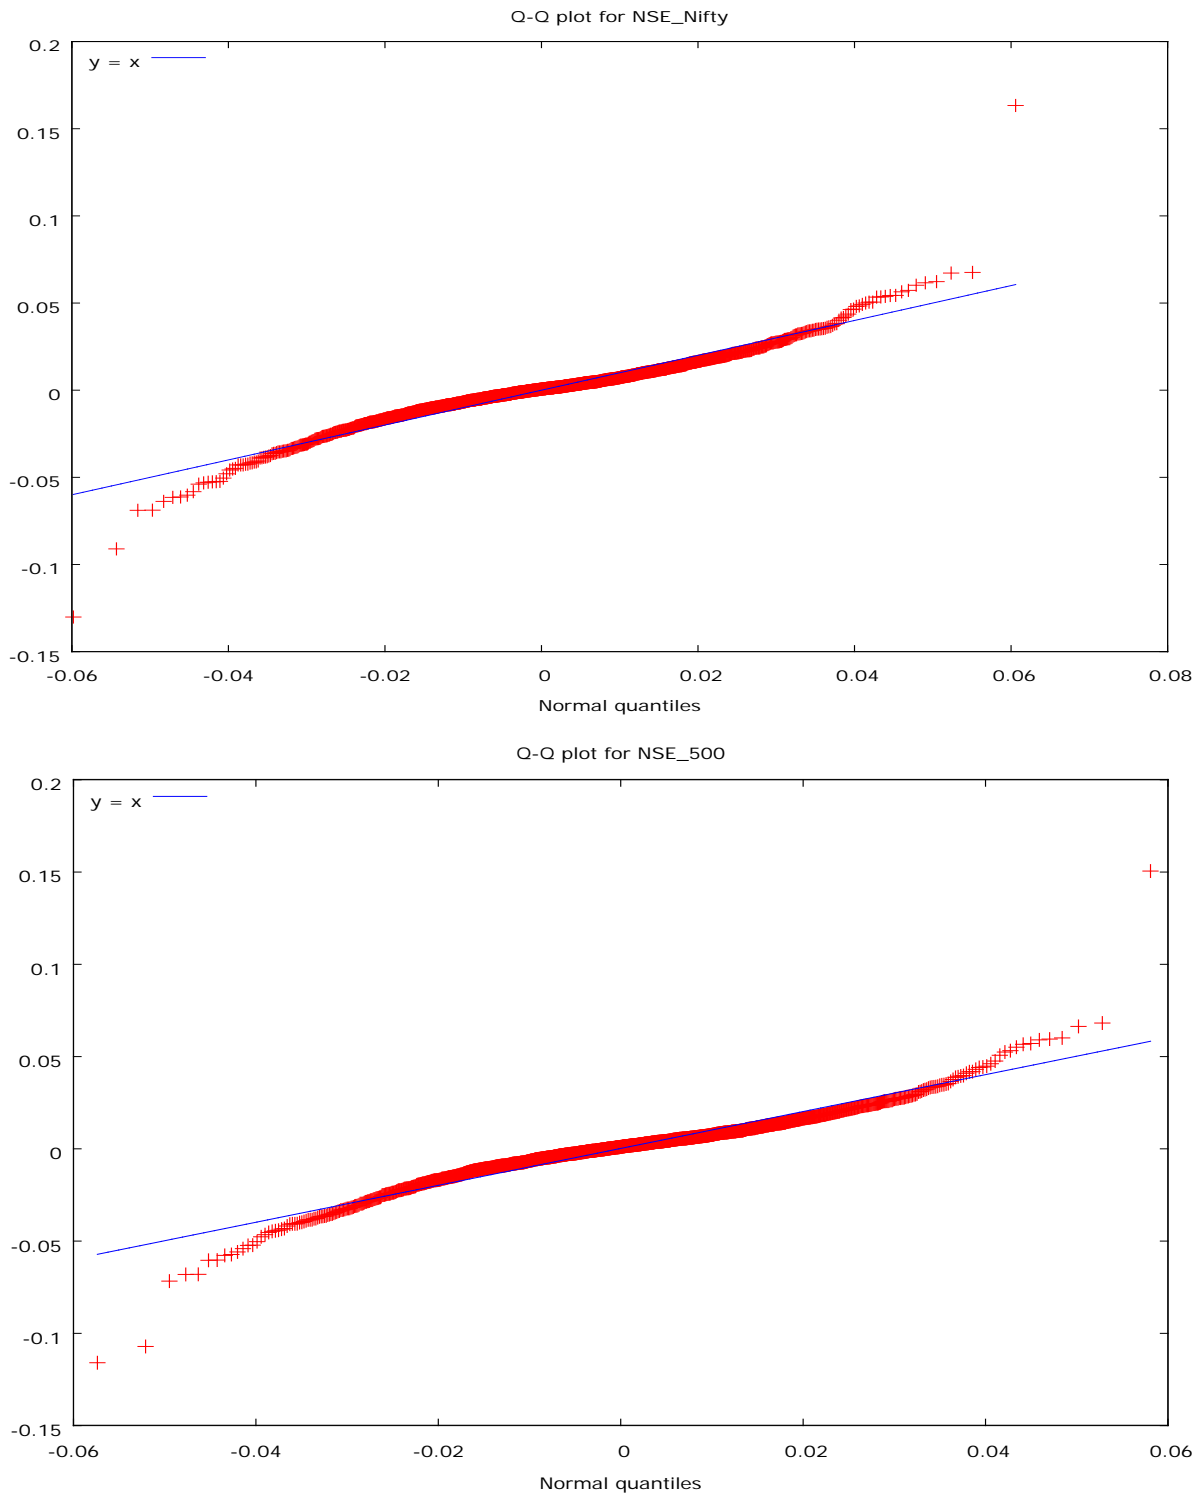 Q-Q plot for NSE_Nifty
0.2
y = x
0.15
0.1
0.05
0
-0.05
-0.1
-0.15
-0.06 -0.04 -0.02 0 0.02 0.04 0.06 0.08
Normal quantiles
Q-Q plot for NSE_500
0.2
y = x
0.15
0.1
0.05
0
-0.05
-0.1
-0.15
-0.06 -0.04 -0.02 0 0.02 0.04 0.06
Normal quantiles